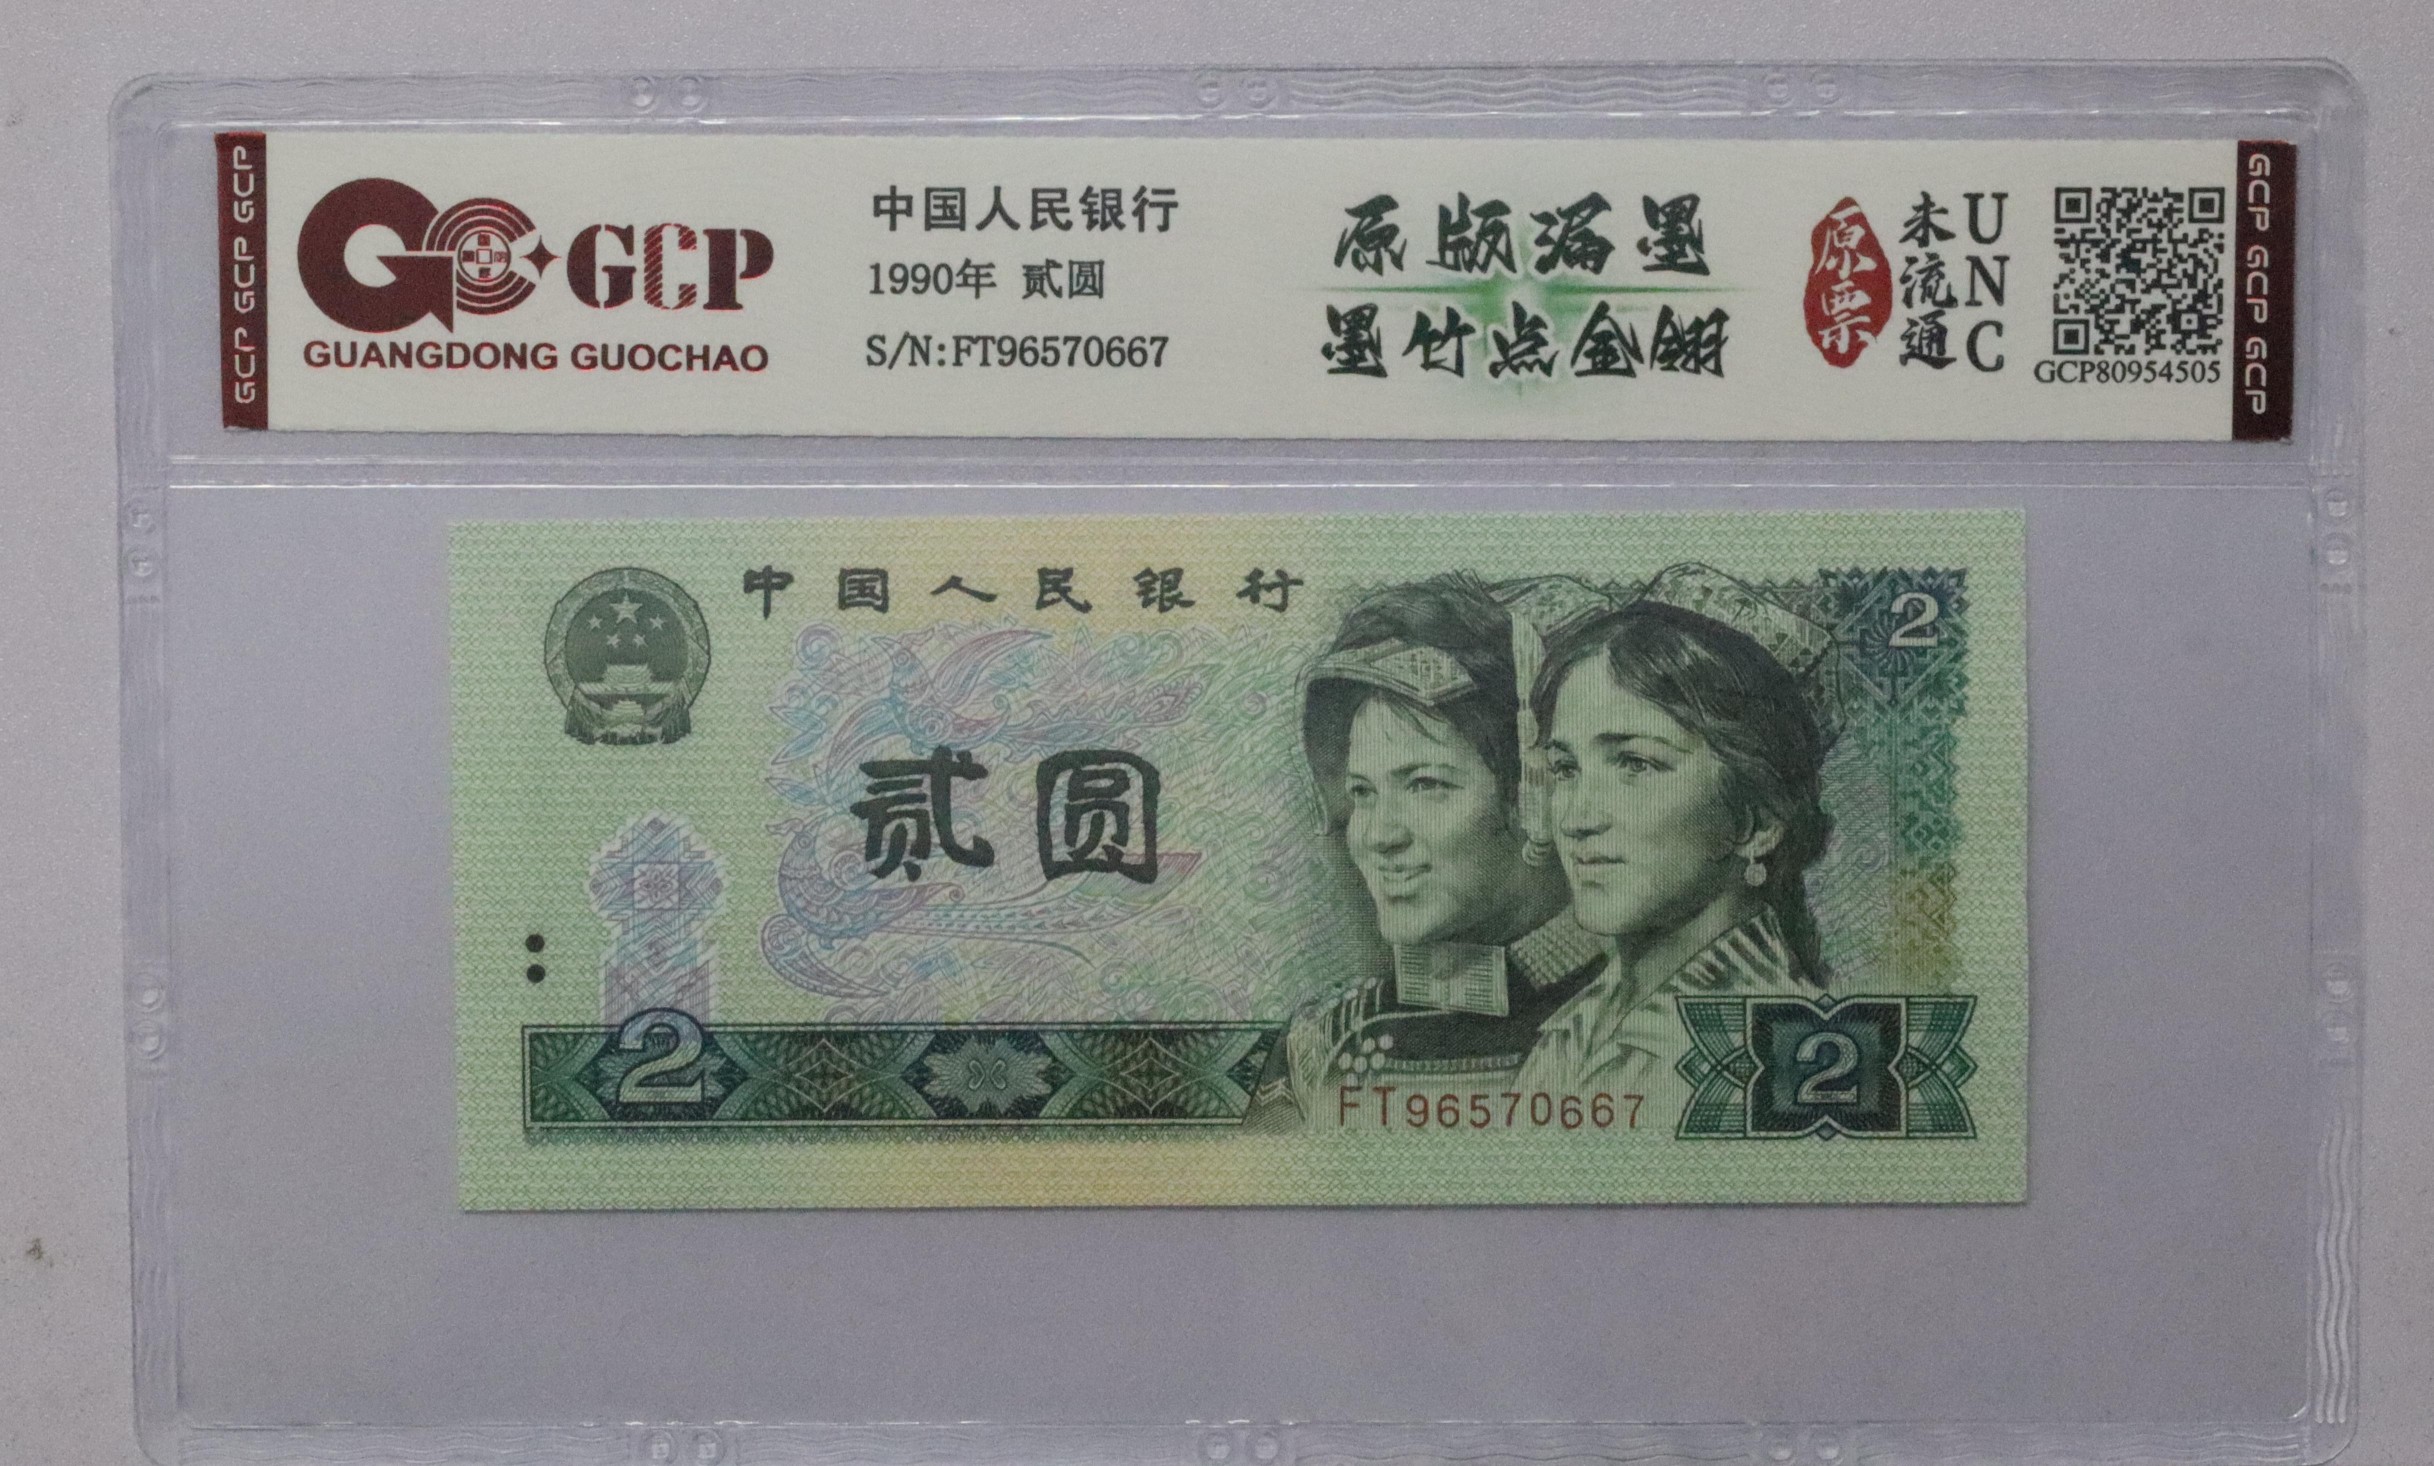 GCP GCP GCP
GCP
GUANGDONG GUOCHAO
中国人民银行
1990年 贰圆
S/N:FT96570667
原版漏墨
墨竹点金翎
原票
未流通
UNC
GCP80954505
GCP GCP GCP
中国人民银行
2
贰圆
2
FT96570667
2